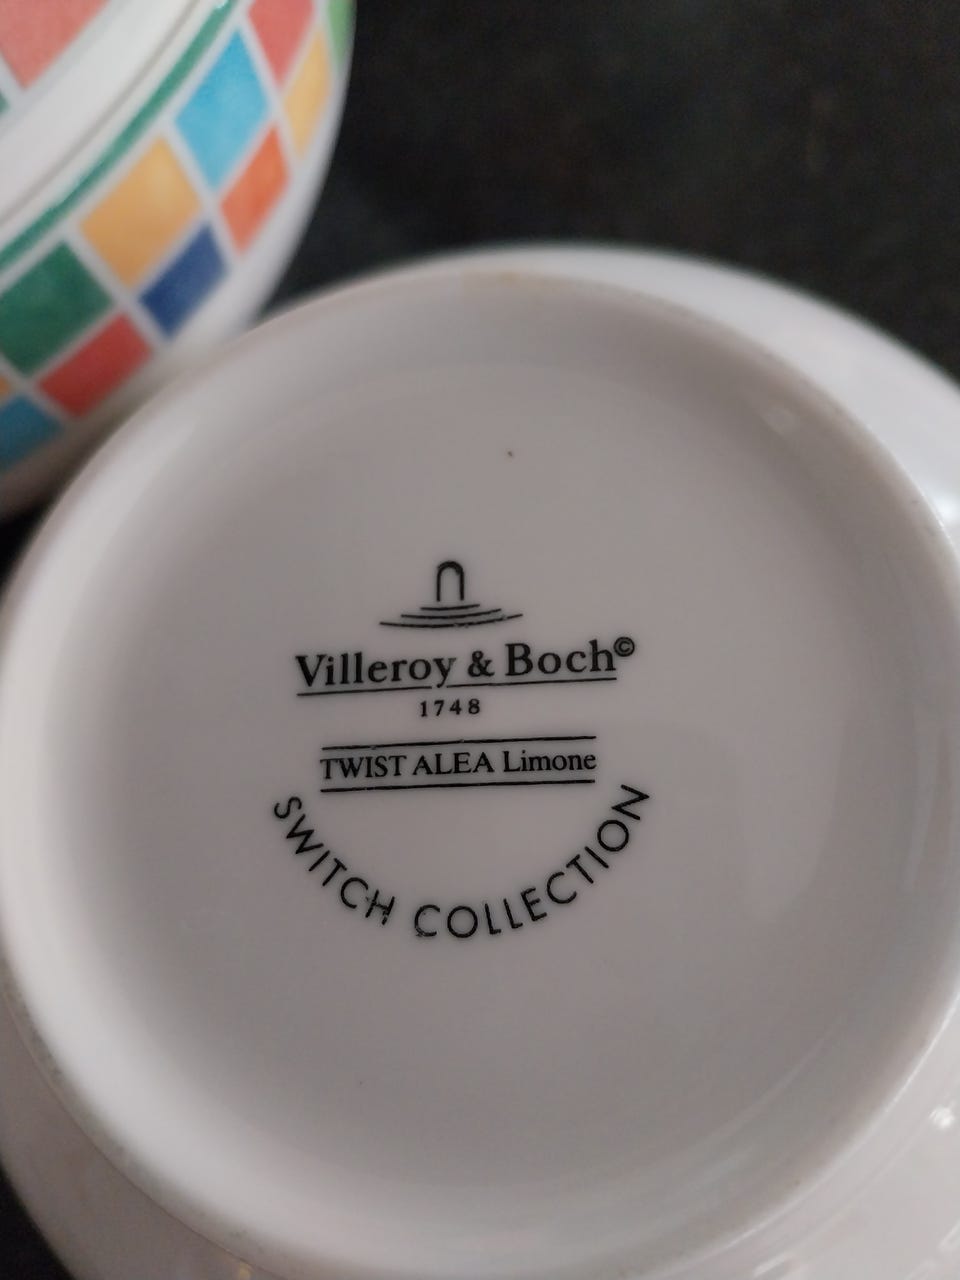 Villeroy & Boch©
1748
TWIST ALEA Limone
SWITCH COLLECTION